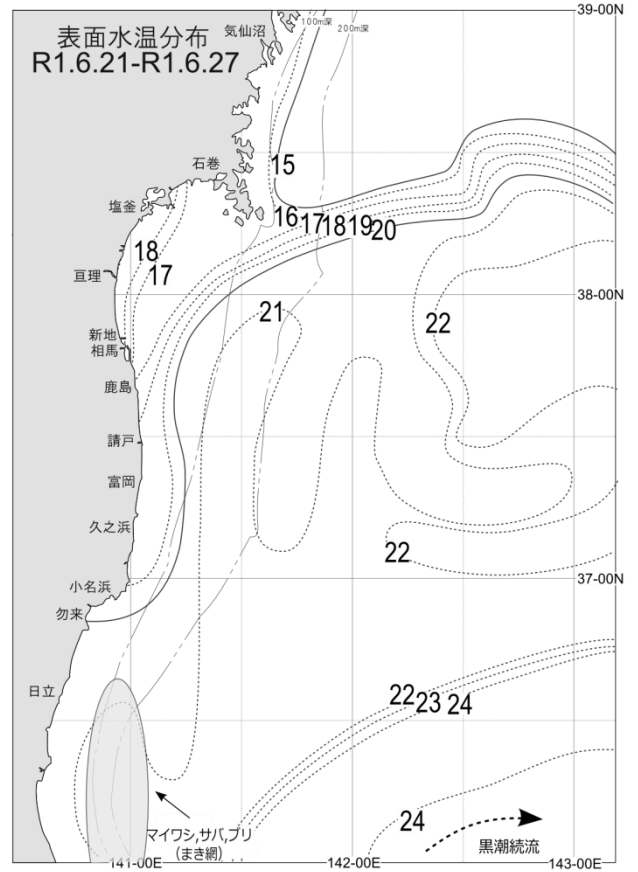 39-00N
表面水温分布
気仙沼
100m深
200m深
R1.6.21-R1.6.27
石巻
15
塩釜
16
17
18
19
20
18
17
亘理
38-00N
21
22
新地
相馬
鹿島
請戸
富岡
久之浜
22
小名浜
37-00N
勿来
日立
22
23
24
24
マイワシ,サバ,ブリ
(まき網)
黒潮続流
141-00E
142-00E
143-00E